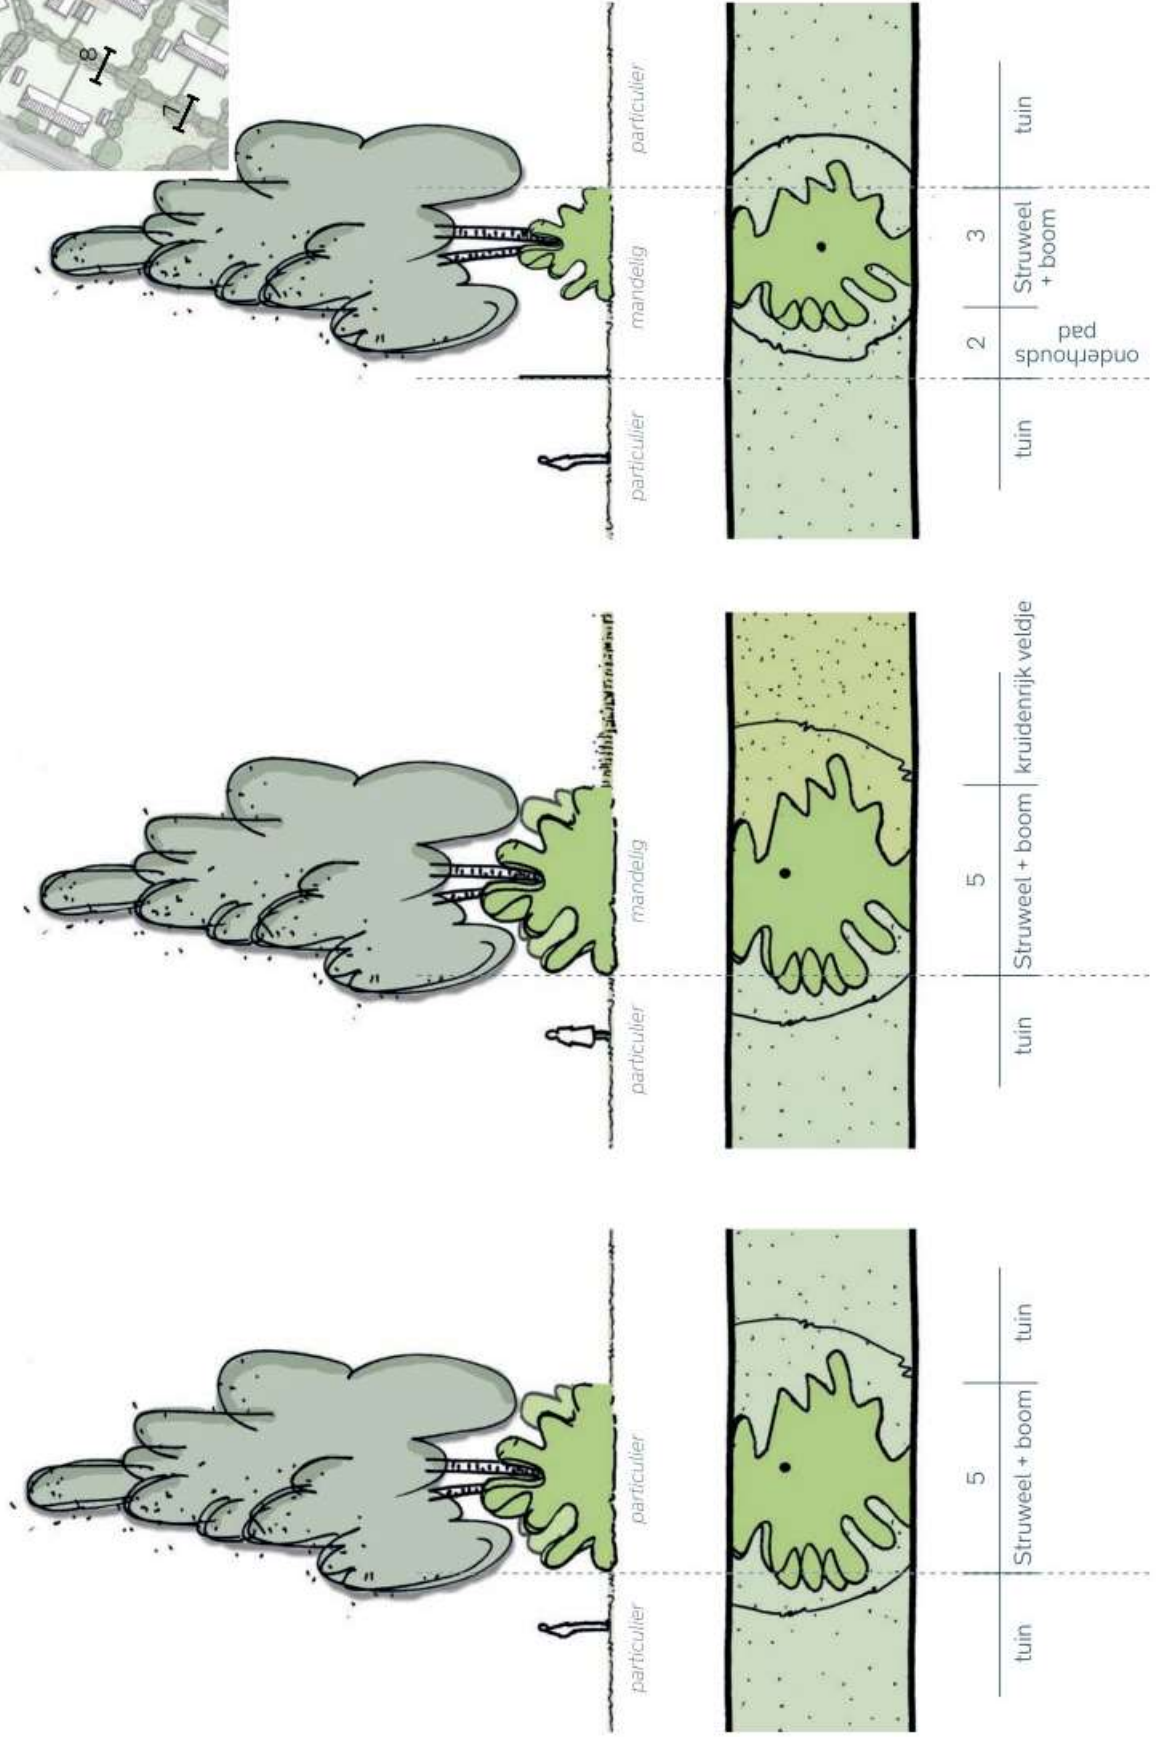 particulier
particulier
5
tuin
Struweel + boom
tuin
particulier
mandelig
5
tuin
Struweel + boom
kruidenrijk veldje
7
8
particulier
mandelig
particulier
2
3
tuin
onderhouds
pad
Struweel
+ boom
tuin